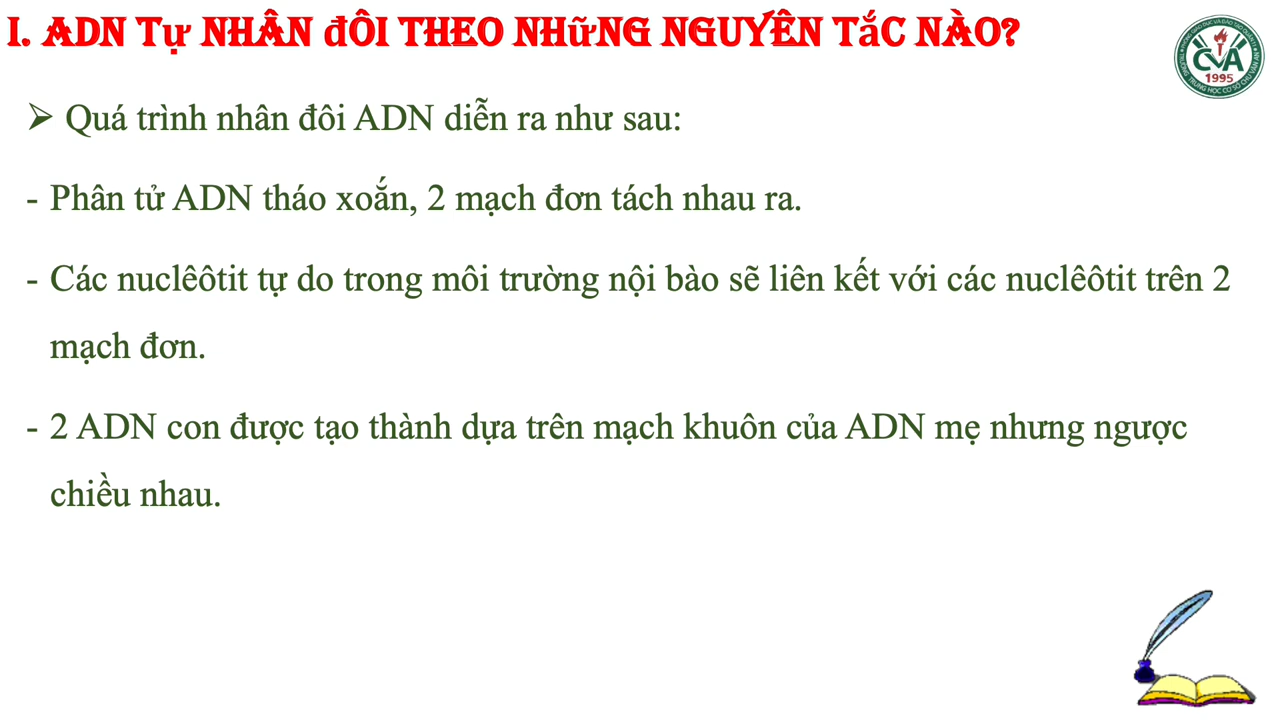 I. ADN Tự NHÂN đÔI THEO NHữNG NGUYÊN TắC NÀO?
CVA
1995
➢ Quá trình nhân đôi ADN diễn ra như sau:
- Phân tử ADN tháo xoắn, 2 mạch đơn tách nhau ra.
- Các nuclêôtit tự do trong môi trường nội bào sẽ liên kết với các nuclêôtit trên 2
mạch đơn.
- 2 ADN con được tạo thành dựa trên mạch khuôn của ADN mẹ nhưng ngược
chiều nhau.